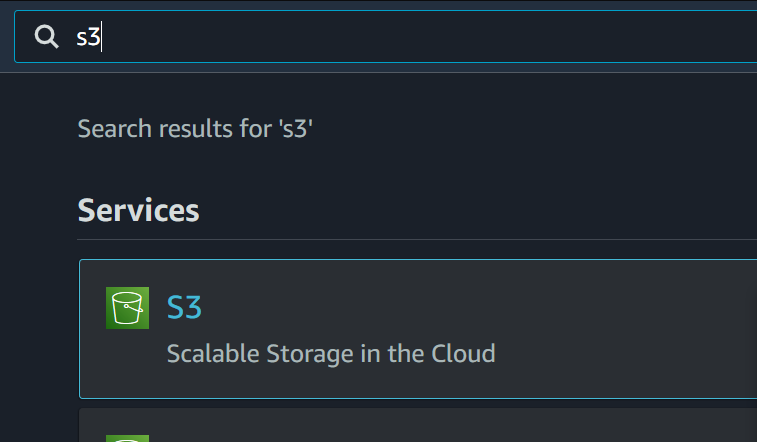 s3
Search results for 's3'
Services
S3
Scalable Storage in the Cloud